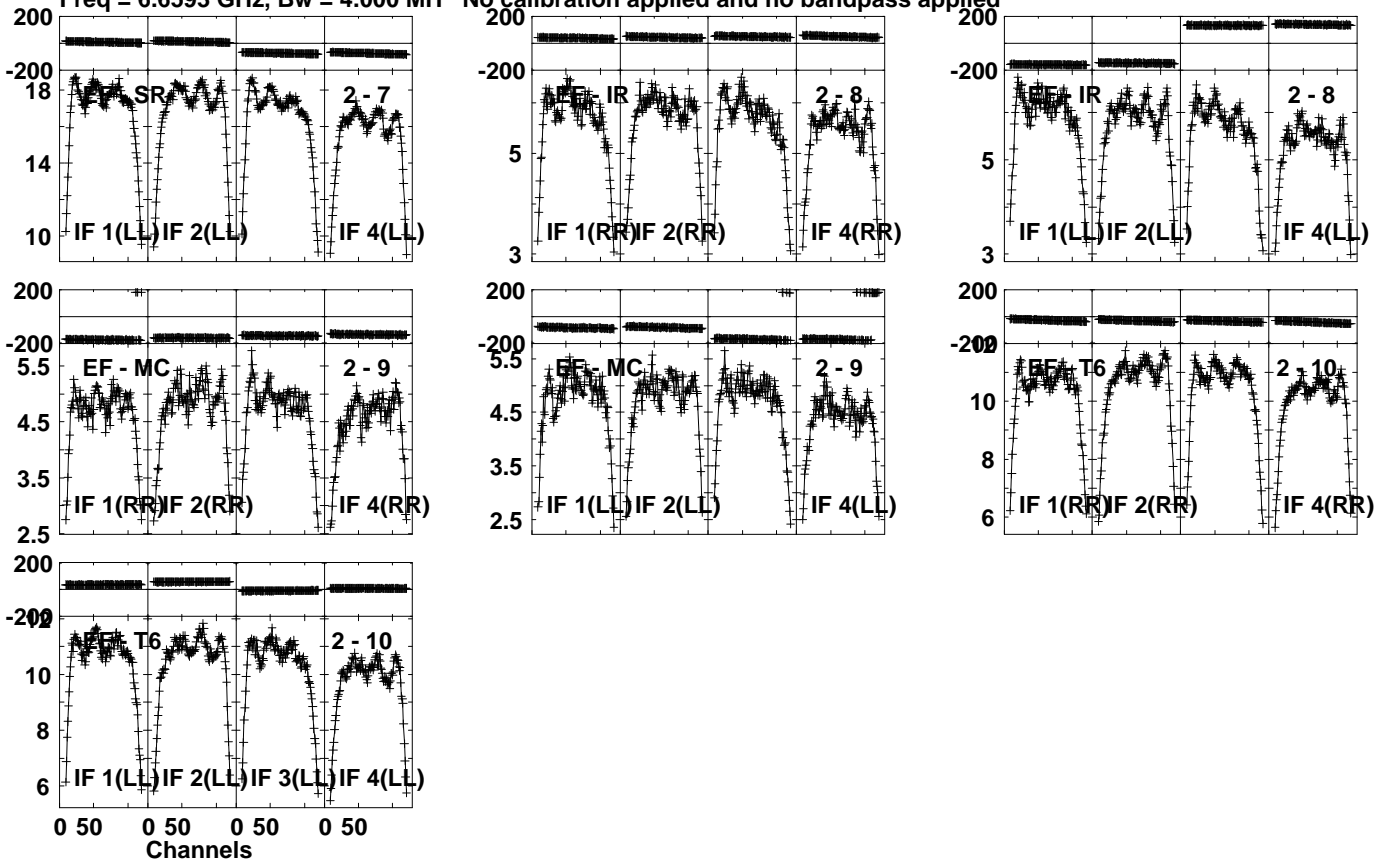 Freq = 6.6593 GHz, Bw = 4.000 MH No calibration applied and no bandpass applied
200
-200
18
14
10
EF - SR
2 - 7
IF 1(LL)
IF 2(LL)
IF 4(LL)
5
3
EF - IR
2 - 8
IF 1(RR)
IF 2(RR)
IF 4(RR)
200
-200
5
3
EF - IR
2 - 8
IF 1(LL)
IF 2(LL)
IF 4(LL)
200
-200
5.5
4.5
3.5
2.5
EF - MC
2 - 9
IF 1(RR)
IF 2(RR)
IF 4(RR)
200
-200
5.5
4.5
3.5
2.5
EF - MC
2 - 9
IF 1(LL)
IF 2(LL)
IF 4(LL)
200
-200
12
10
8
6
EF - T6
2 - 10
IF 1(RR)
IF 2(RR)
IF 4(RR)
200
-200
12
10
8
6
EF - T6
2 - 10
IF 1(LL)
IF 2(LL)
IF 3(LL)
IF 4(LL)
0 50
0 50
Channels
200
-200